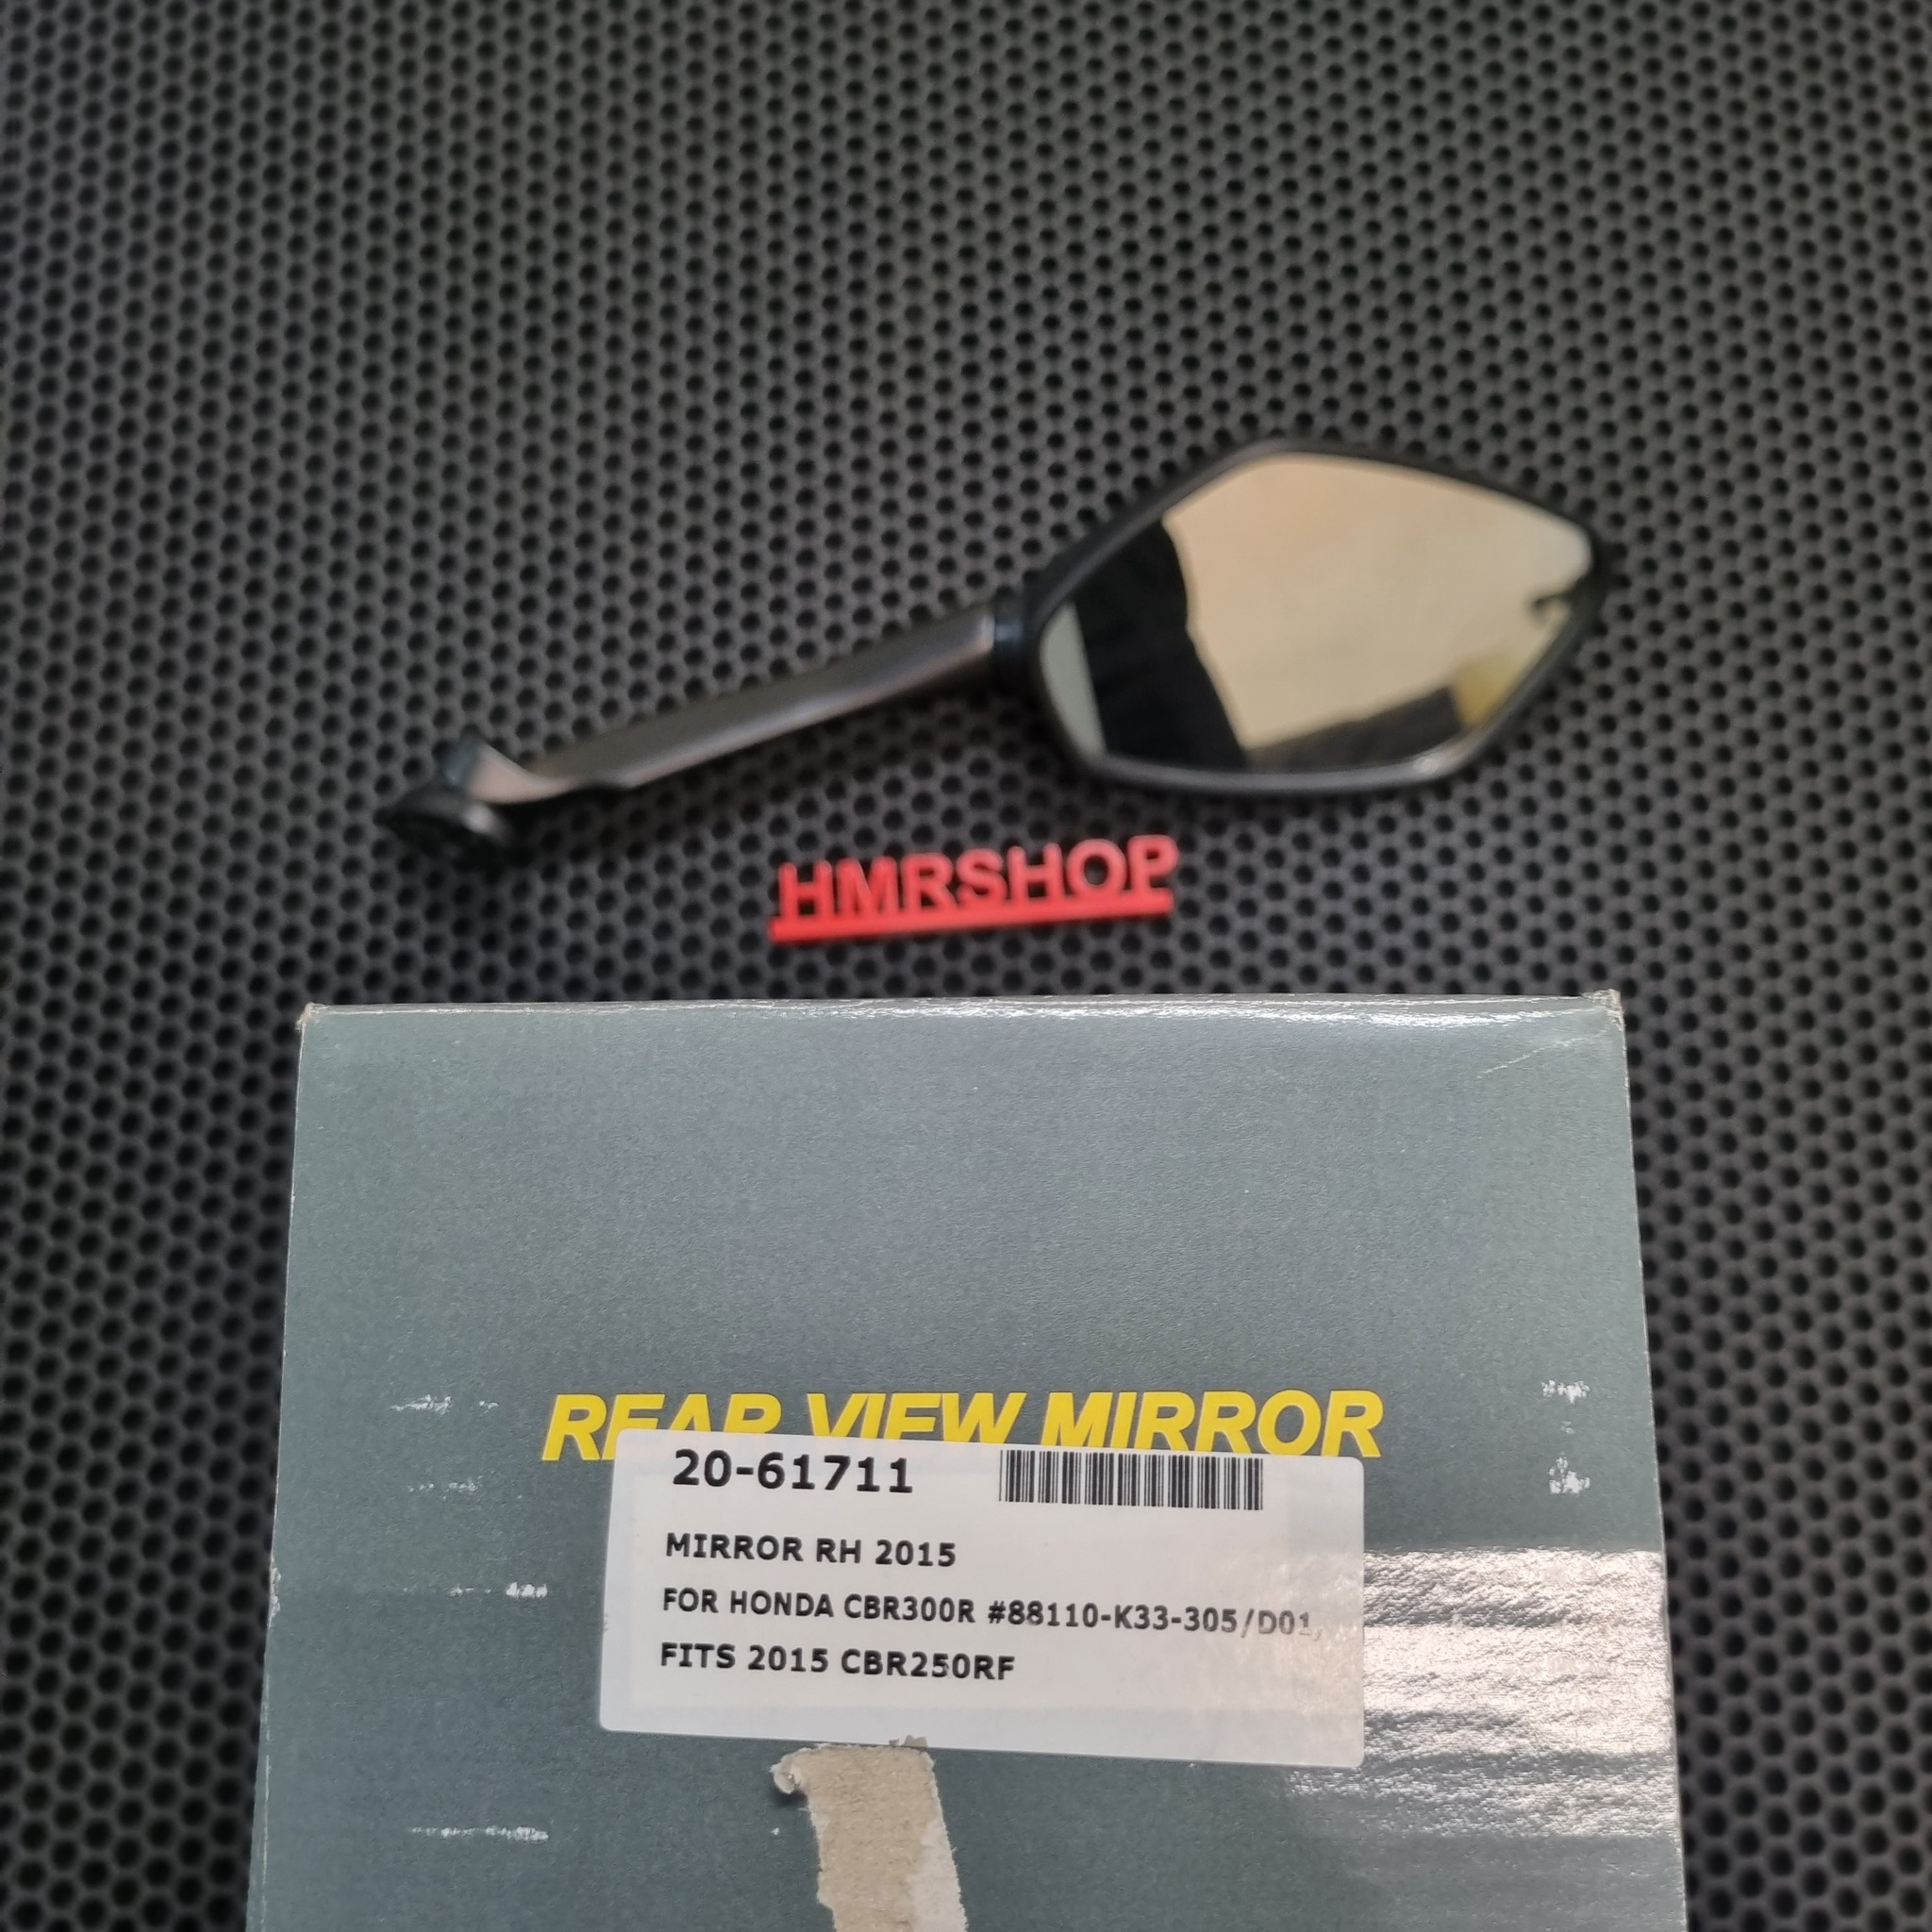 HMRSHOP
REAR VIEW MIRROR
20-61711
MIRROR RH 2015
FOR HONDA CBR300R #88110-K33-305/D01,
FITS 2015 CBR250RF